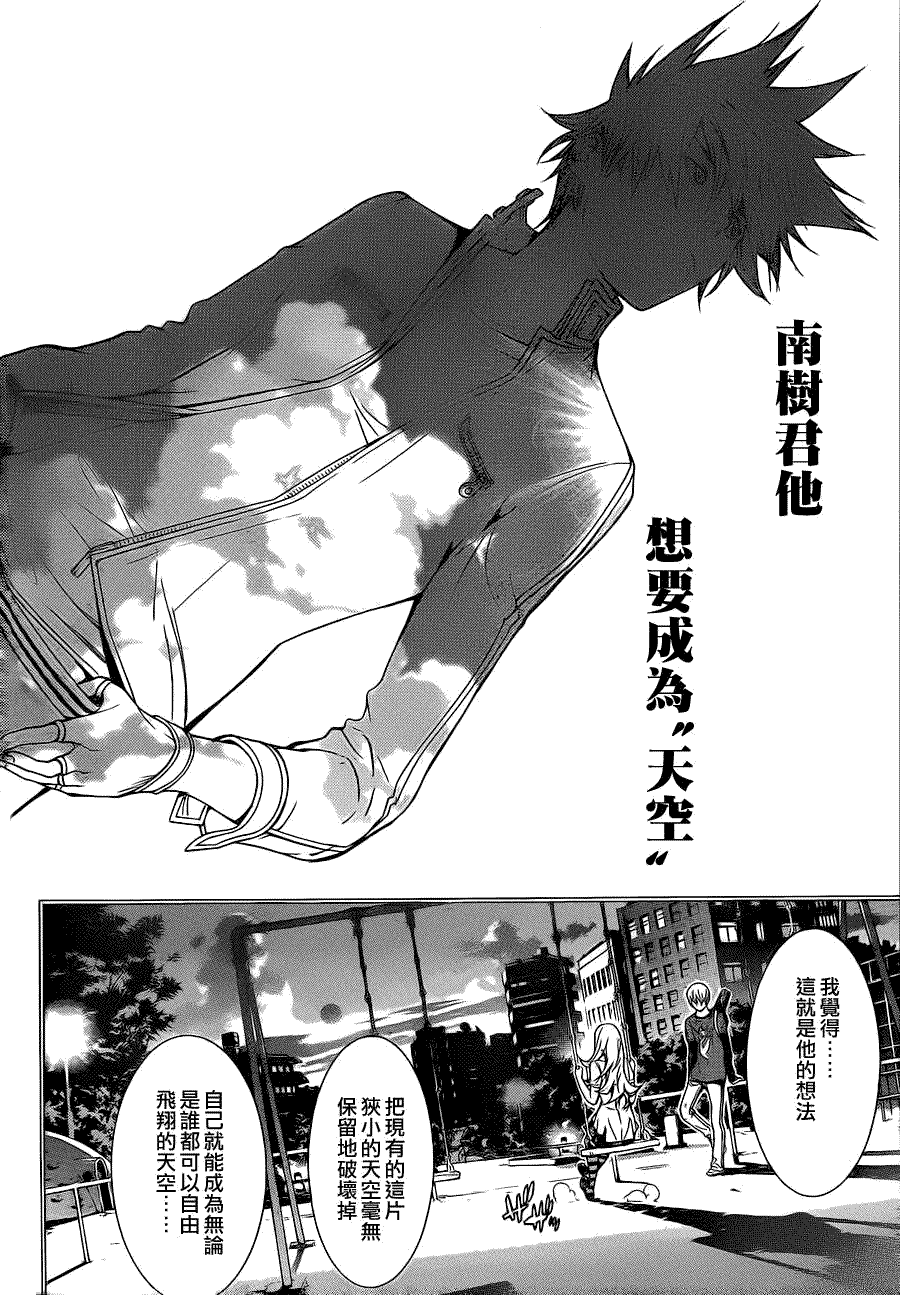 南樹君他
想要成為〝天空〞
我覺得……
這就是他的想法
把現有的這片
狹小的天空毫無
保留地破壞掉
自己就能成為無論
是誰都可以自由
飛翔的天空……